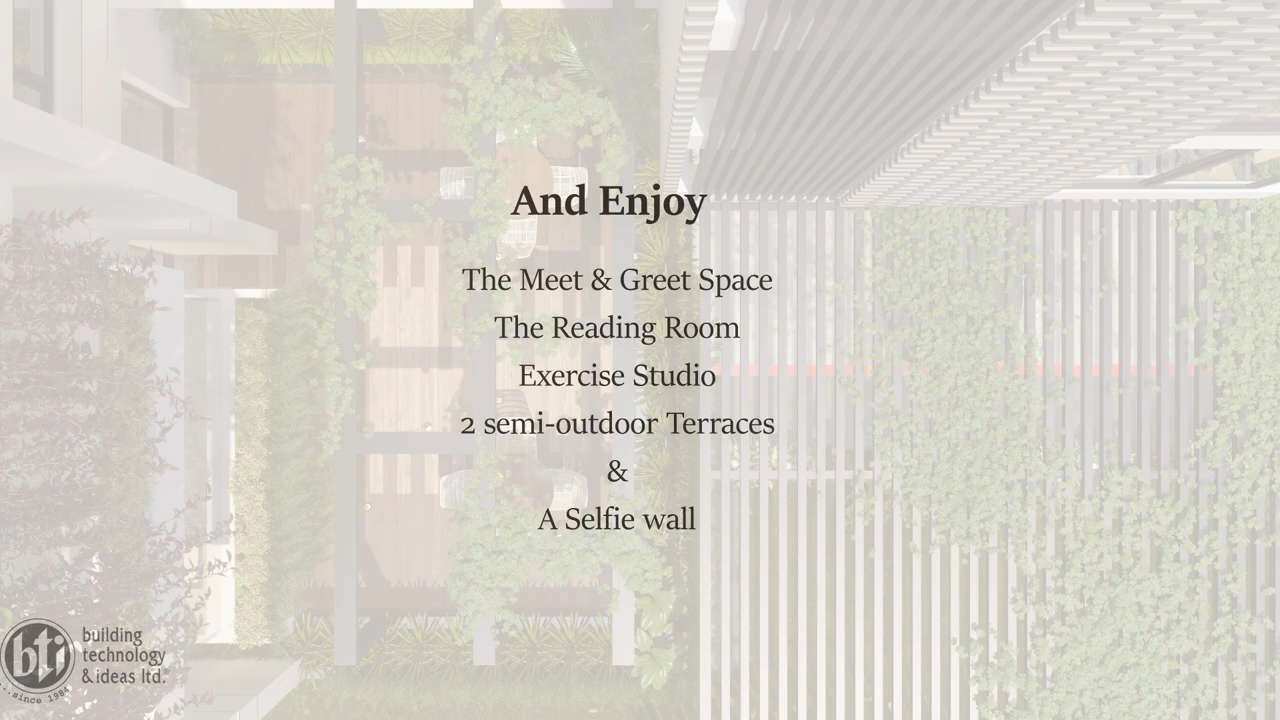 And Enjoy
The Meet & Greet Space
The Reading Room
Exercise Studio
2 semi-outdoor Terraces
&
A Selfie wall
bti
building
technology
& ideas ltd.
...since 1984